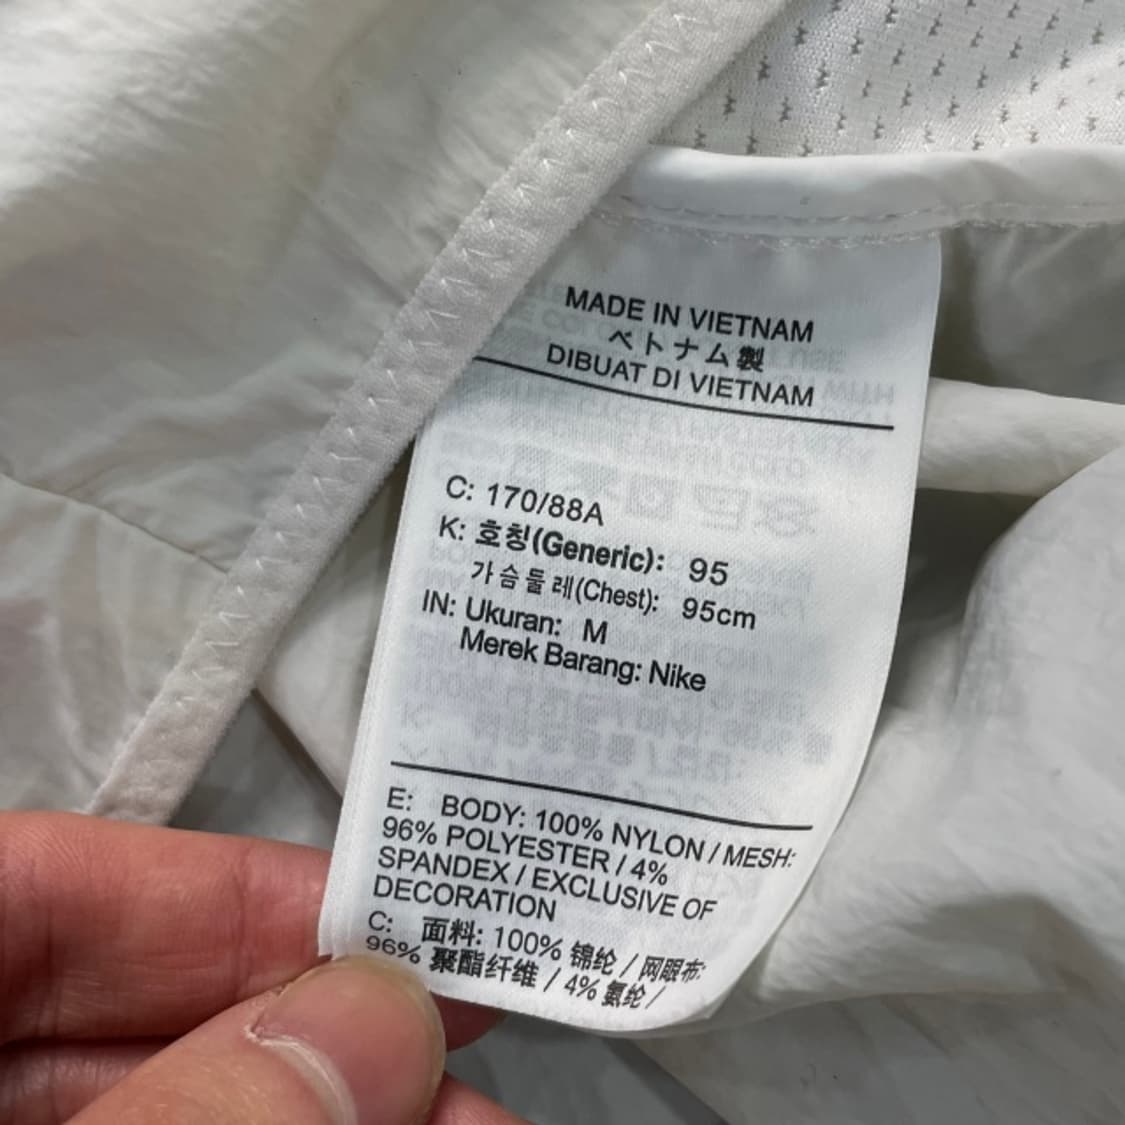 MADE IN VIETNAM
ベトナム製
DIBUAT DI VIETNAM
C: 170/88A
K: 호칭(Generic): 95
가슴둘레(Chest): 95cm
IN: Ukuran: M
Merek Barang: Nike
E: BODY: 100% NYLON / MESH:
96% POLYESTER / 4%
SPANDEX / EXCLUSIVE OF
DECORATION
C: 面料: 100% 锦纶 / 网眼布:
96% 聚酯纤维 / 4% 氨纶 /